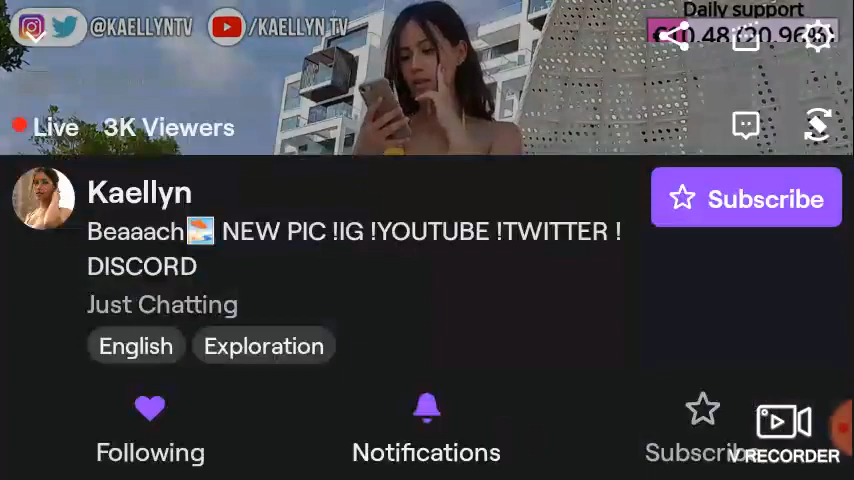 @KAELLYNTV /KAELLYN TV
Daily support
Live 3K Viewers
Kaellyn
Subscribe
Beaaach NEW PIC !IG !YOUTUBE !TWITTER !
DISCORD
Just Chatting
English Exploration
Following Notifications Subscribe
V RECORDER